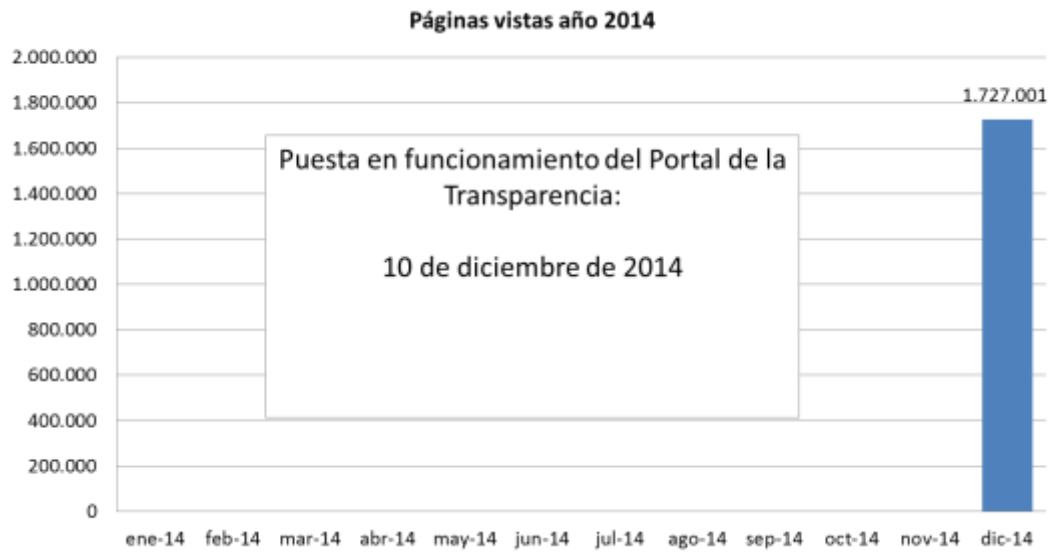 Páginas vistas año 2014
2.000.000
1.800.000
1.727.001
1.600.000
1.400.000
1.200.000
1.000.000
800.000
600.000
400.000
200.000
0
Puesta en funcionamiento del Portal de la
Transparencia:
10 de diciembre de 2014
ene-14 feb-14 mar-14 abr-14 may-14 jun-14 jul-14 ago-14 sep-14 oct-14 nov-14 dic-14